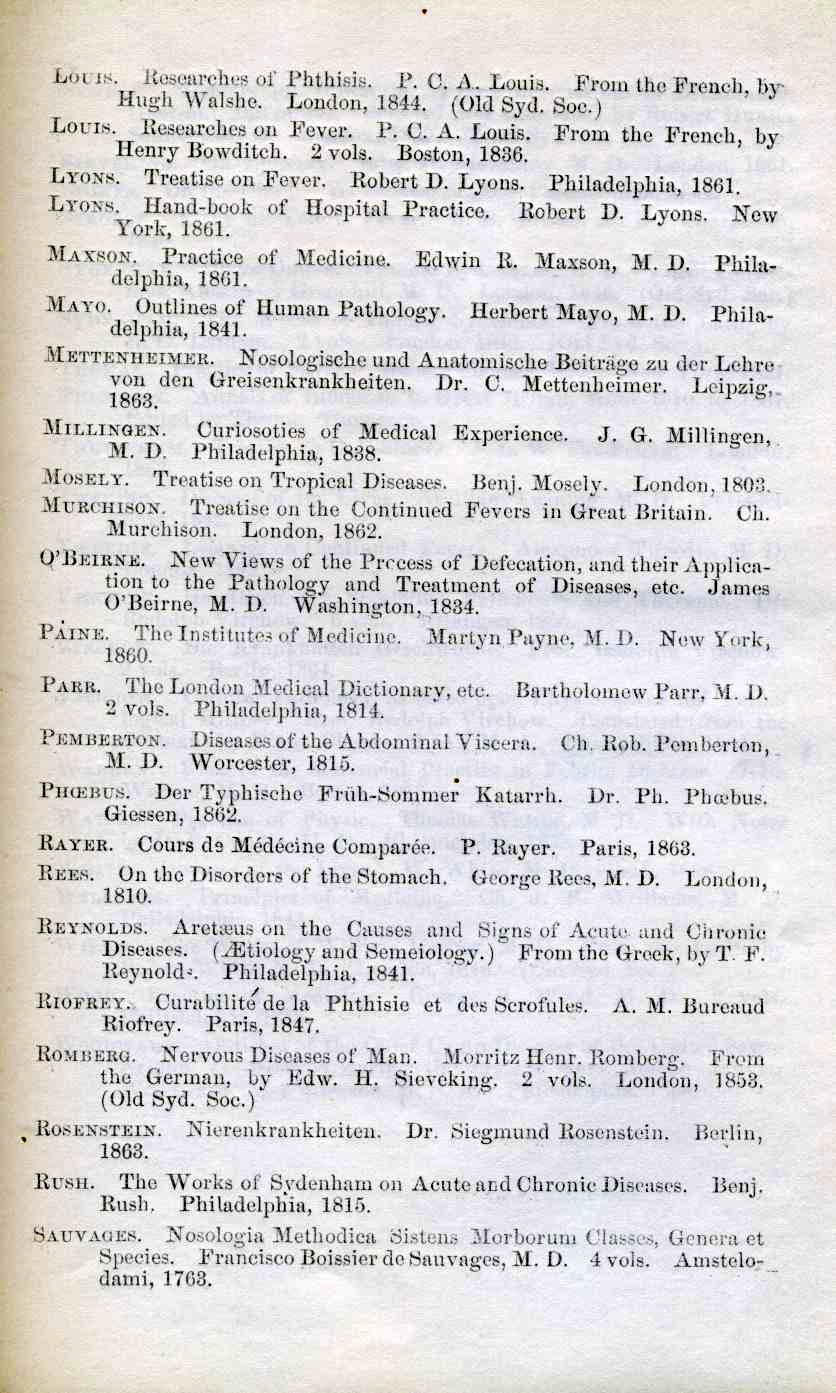 LOUIS. Researches of Phthisis. P. C. A. Louis. From the French, by
Hugh Walshe. London, 1844. (Old Syd. Soc.)
LOUIS. Researches on Fever. P. C. A. Louis. From the French, by
Henry Bowditch. 2 vols. Boston, 1836.
LYONS. Treatise on Fever. Robert D. Lyons. Philadelphia, 1861.
LYONS. Hand-book of Hospital Practice. Robert D. Lyons. New
York, 1861.
MAXSON. Practice of Medicine. Edwin R. Maxson, M. D. Phila-
delphia, 1861.
MAYO. Outlines of Human Pathology. Herbert Mayo, M. D. Phila-
delphia, 1841.
METTENHEIMER. Nosologische und Anatomische Beiträge zu der Lehre
von den Greisenkrankheiten. Dr. C. Mettenheimer. Leipzig,
1863.
MILLINGEN. Curiosoties of Medical Experience. J. G. Millingen,
M. D. Philadelphia, 1838.
MOSELY. Treatise on Tropical Diseases. Benj. Mosely. London, 1803.
MURCHISON. Treatise on the Continued Fevers in Great Britain. Ch.
Murchison. London, 1862.
O'BEIRNE. New Views of the Prccess of Defecation, and their Applica-
tion to the Pathology and Treatment of Diseases, etc. James
O'Beirne, M. D. Washington, 1834.
PAINE. The Institutes of Medicine. Martyn Payne, M. D. New York,
1860.
PARR. The London Medical Dictionary, etc. Bartholomew Parr, M. D.
2 vols. Philadelphia, 1814.
PEMBERTON. Diseases of the Abdominal Viscera. Ch. Rob. Pemberton,
M. D. Worcester, 1815.
PHŒBUS. Der Typhische Früh-Sommer Katarrh. Dr. Ph. Phœbus.
Giessen, 1862.
RAYER. Cours de Médécine Comparée. P. Rayer. Paris, 1863.
REES. On the Disorders of the Stomach. George Rees, M. D. London,
1810.
REYNOLDS. Aretæus on the Causes and Signs of Acute and Chronic
Diseases. (Ætiology and Semeiology.) From the Greek, by T. F.
Reynolds. Philadelphia, 1841.
RIOFREY. Curabilité de la Phthisie et des Scrofules. A. M. Bureaud
Riofrey. Paris, 1847.
ROMBERG. Nervous Diseases of Man. Morritz Henr. Romberg. From
the German, by Edw. H. Sieveking. 2 vols. London, 1853.
(Old Syd. Soc.)
ROSENSTEIN. Nierenkrankheiten. Dr. Siegmund Rosenstein. Berlin,
1863.
RUSH. The Works of Sydenham on Acute and Chronic Diseases. Benj.
Rush. Philadelphia, 1815.
SAUVAGES. Nosologia Methodica Sistens Morborum Classes, Genera et
Species. Francisco Boissier de Sauvages, M. D. 4 vols. Amstelo-
dami, 1763.